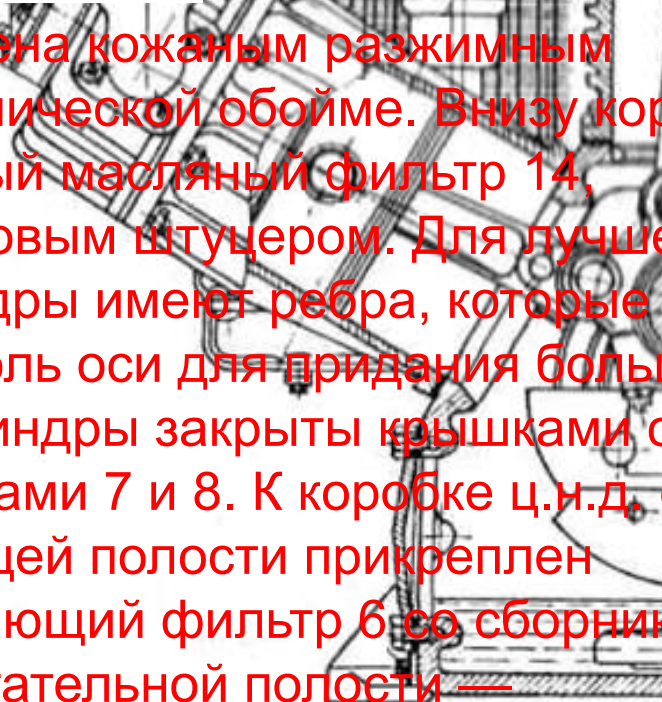 ена кожаным разжимным
ической обойме. Внизу кор
ый масляный фильтр 14,
овым штуцером. Для лучше
дры имеют ребра, которые
оль оси для придания боль
индры закрыты крышками с
ами 7 и 8. К коробке ц.н.д.
щей полости прикреплен
ющий фильтр 6 со сборник
ательной полости —